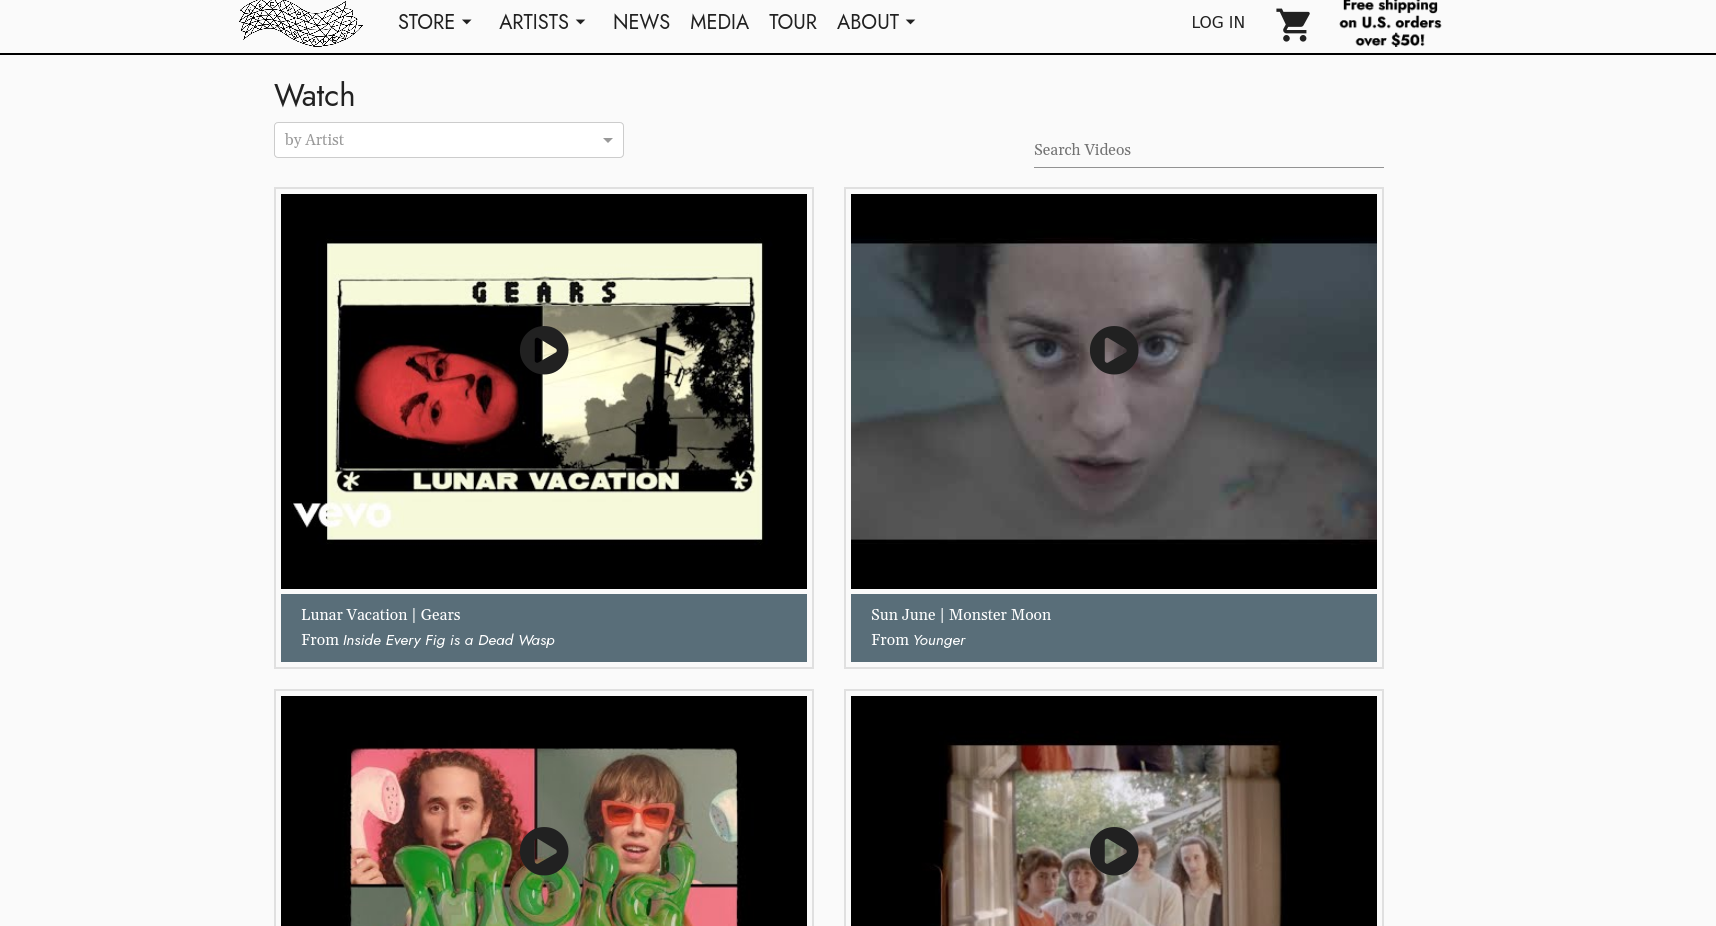 STORE
ARTISTS
NEWS
MEDIA
TOUR
ABOUT
LOG IN
Free shipping
on U.S. orders
over $50!
Watch
by Artist
Search Videos
GEARS
LUNAR VACATION
vevo
Lunar Vacation | Gears
From Inside Every Fig is a Dead Wasp
Sun June | Monster Moon
From Younger